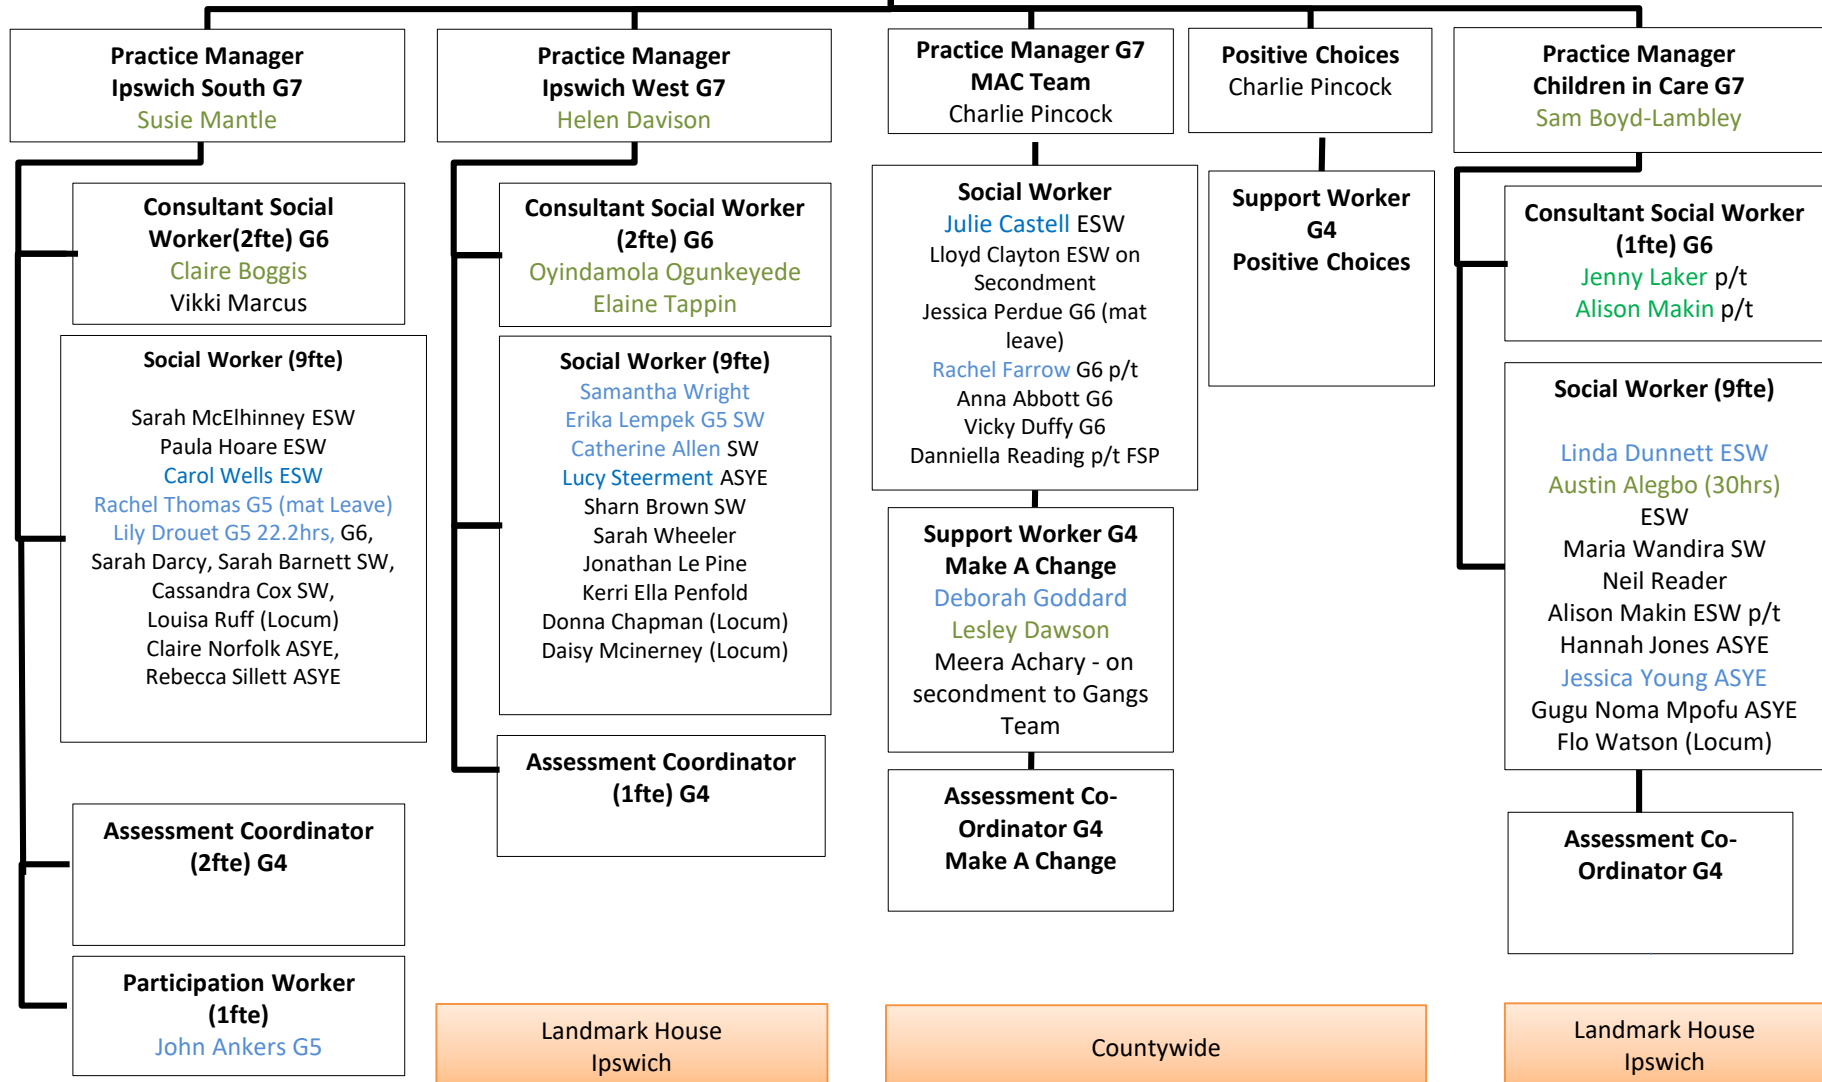 Practice Manager
Ipswich South G7
Susie Mantle
Consultant Social
Worker(2fte) G6
Claire Boggis
Vikki Marcus
Social Worker (9fte)
Sarah McElhinney ESW
Paula Hoare ESW
Carol Wells ESW
Rachel Thomas G5 (mat Leave)
Lily Drouet G5 22.2hrs, G6,
Sarah Darcy, Sarah Barnett SW,
Cassandra Cox SW,
Louisa Ruff (Locum)
Claire Norfolk ASYE,
Rebecca Sillett ASYE
Assessment Coordinator
(2fte) G4
Participation Worker
(1fte)
John Ankers G5
Practice Manager
Ipswich West G7
Helen Davison
Consultant Social Worker
(2fte) G6
Oyindamola Ogunkeyede
Elaine Tappin
Social Worker (9fte)
Samantha Wright
Erika Lempek G5 SW
Catherine Allen SW
Lucy Steerment ASYE
Sharn Brown SW
Sarah Wheeler
Jonathan Le Pine
Kerri Ella Penfold
Donna Chapman (Locum)
Daisy Mcinerney (Locum)
Assessment Coordinator
(1fte) G4
Landmark House
Ipswich
Practice Manager G7
MAC Team
Charlie Pincock
Social Worker
Julie Castell ESW
Lloyd Clayton ESW on
Secondment
Jessica Perdue G6 (mat
leave)
Rachel Farrow G6 p/t
Anna Abbott G6
Vicky Duffy G6
Danniella Reading p/t FSP
Support Worker G4
Make A Change
Deborah Goddard
Lesley Dawson
Meera Achary - on
secondment to Gangs
Team
Assessment Co-
Ordinator G4
Make A Change
Positive Choices
Charlie Pincock
Support Worker
G4
Positive Choices
Countywide
Practice Manager
Children in Care G7
Sam Boyd-Lambley
Consultant Social Worker
(1fte) G6
Jenny Laker p/t
Alison Makin p/t
Social Worker (9fte)
Linda Dunnett ESW
Austin Alegbo (30hrs)
ESW
Maria Wandira SW
Neil Reader
Alison Makin ESW p/t
Hannah Jones ASYE
Jessica Young ASYE
Gugu Noma Mpofu ASYE
Flo Watson (Locum)
Assessment Co-
Ordinator G4
Landmark House
Ipswich